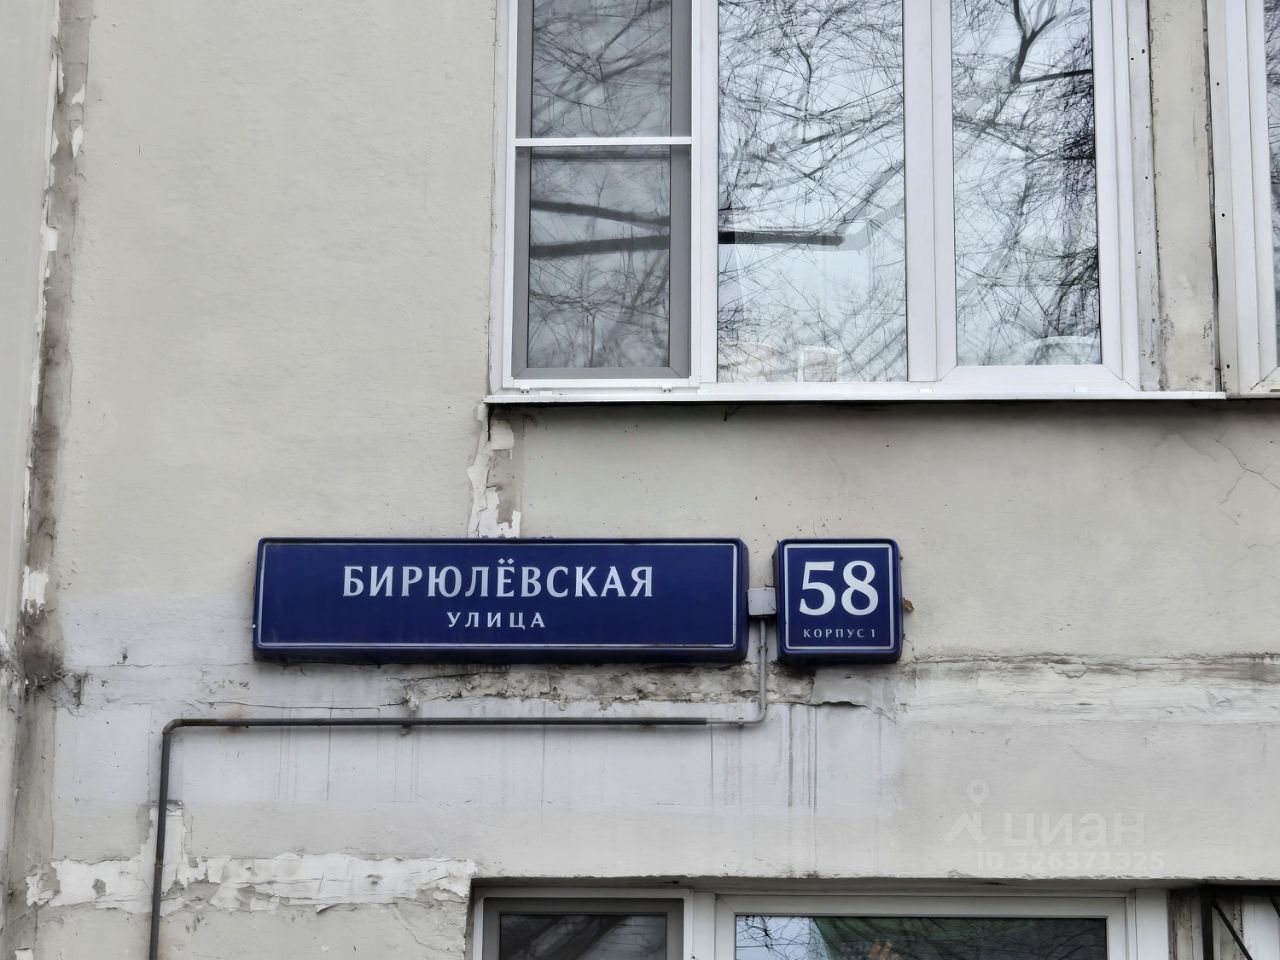 БИРЮЛЁВСКАЯ
УЛИЦА
58
КОРПУС 1
циан
ID 326371325